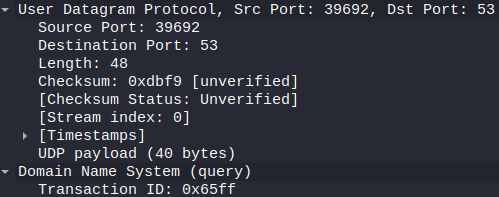 User Datagram Protocol, Src Port: 39692, Dst Port: 53
Source Port: 39692
Destination Port: 53
Length: 48
Checksum: 0xdbf9 [unverified]
[Checksum Status: Unverified]
[Stream index: 0]
[Timestamps]
UDP payload (40 bytes)
Domain Name System (query)
Transaction ID: 0x65ff